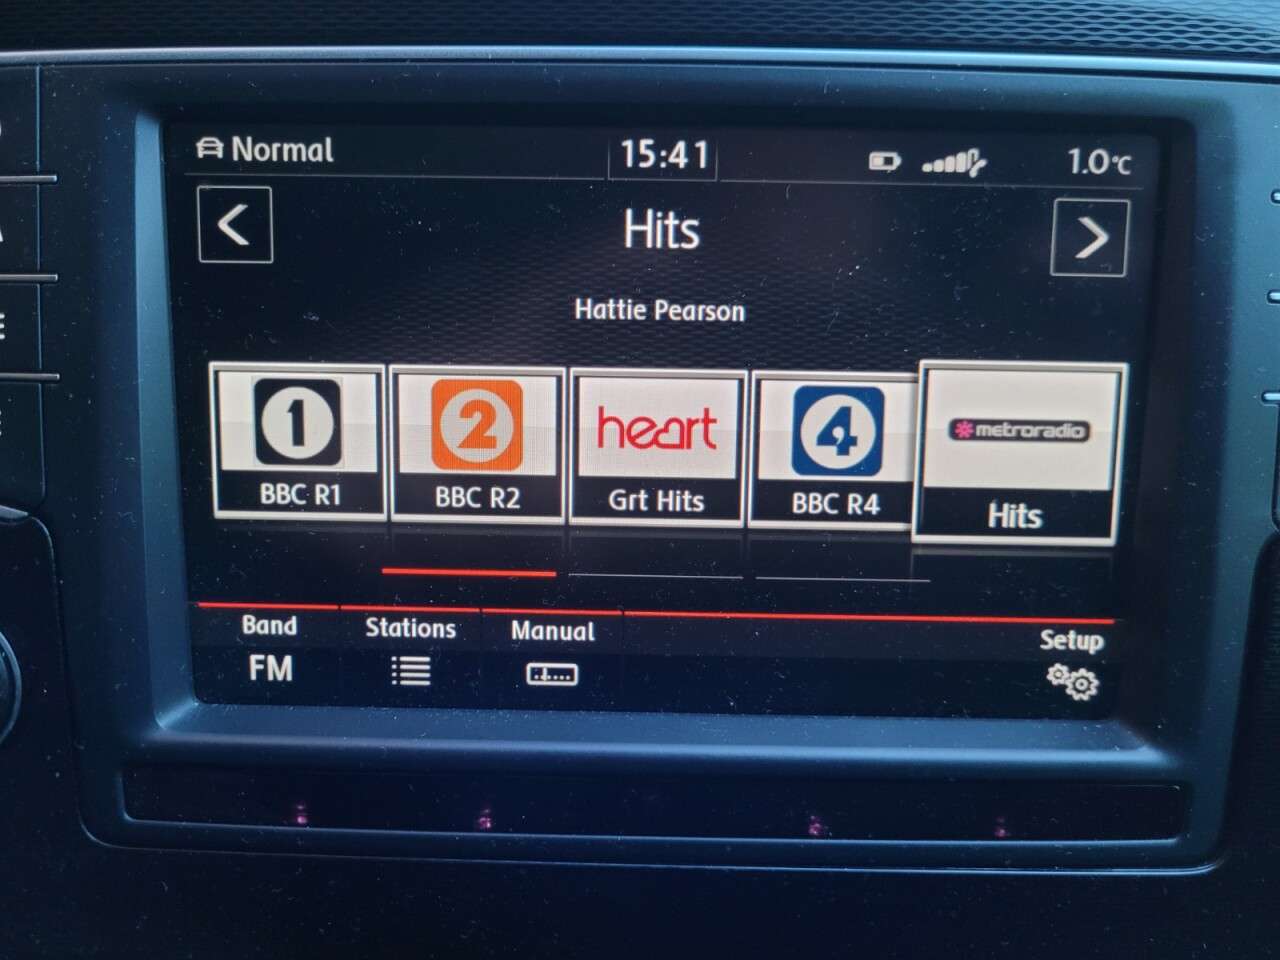 Normal
15:41
1.0°C
Hits
Hattie Pearson
1
2
heart
4
metroradio
BBC R1
BBC R2
Grt Hits
BBC R4
Hits
Band
Stations
Manual
Setup
FM